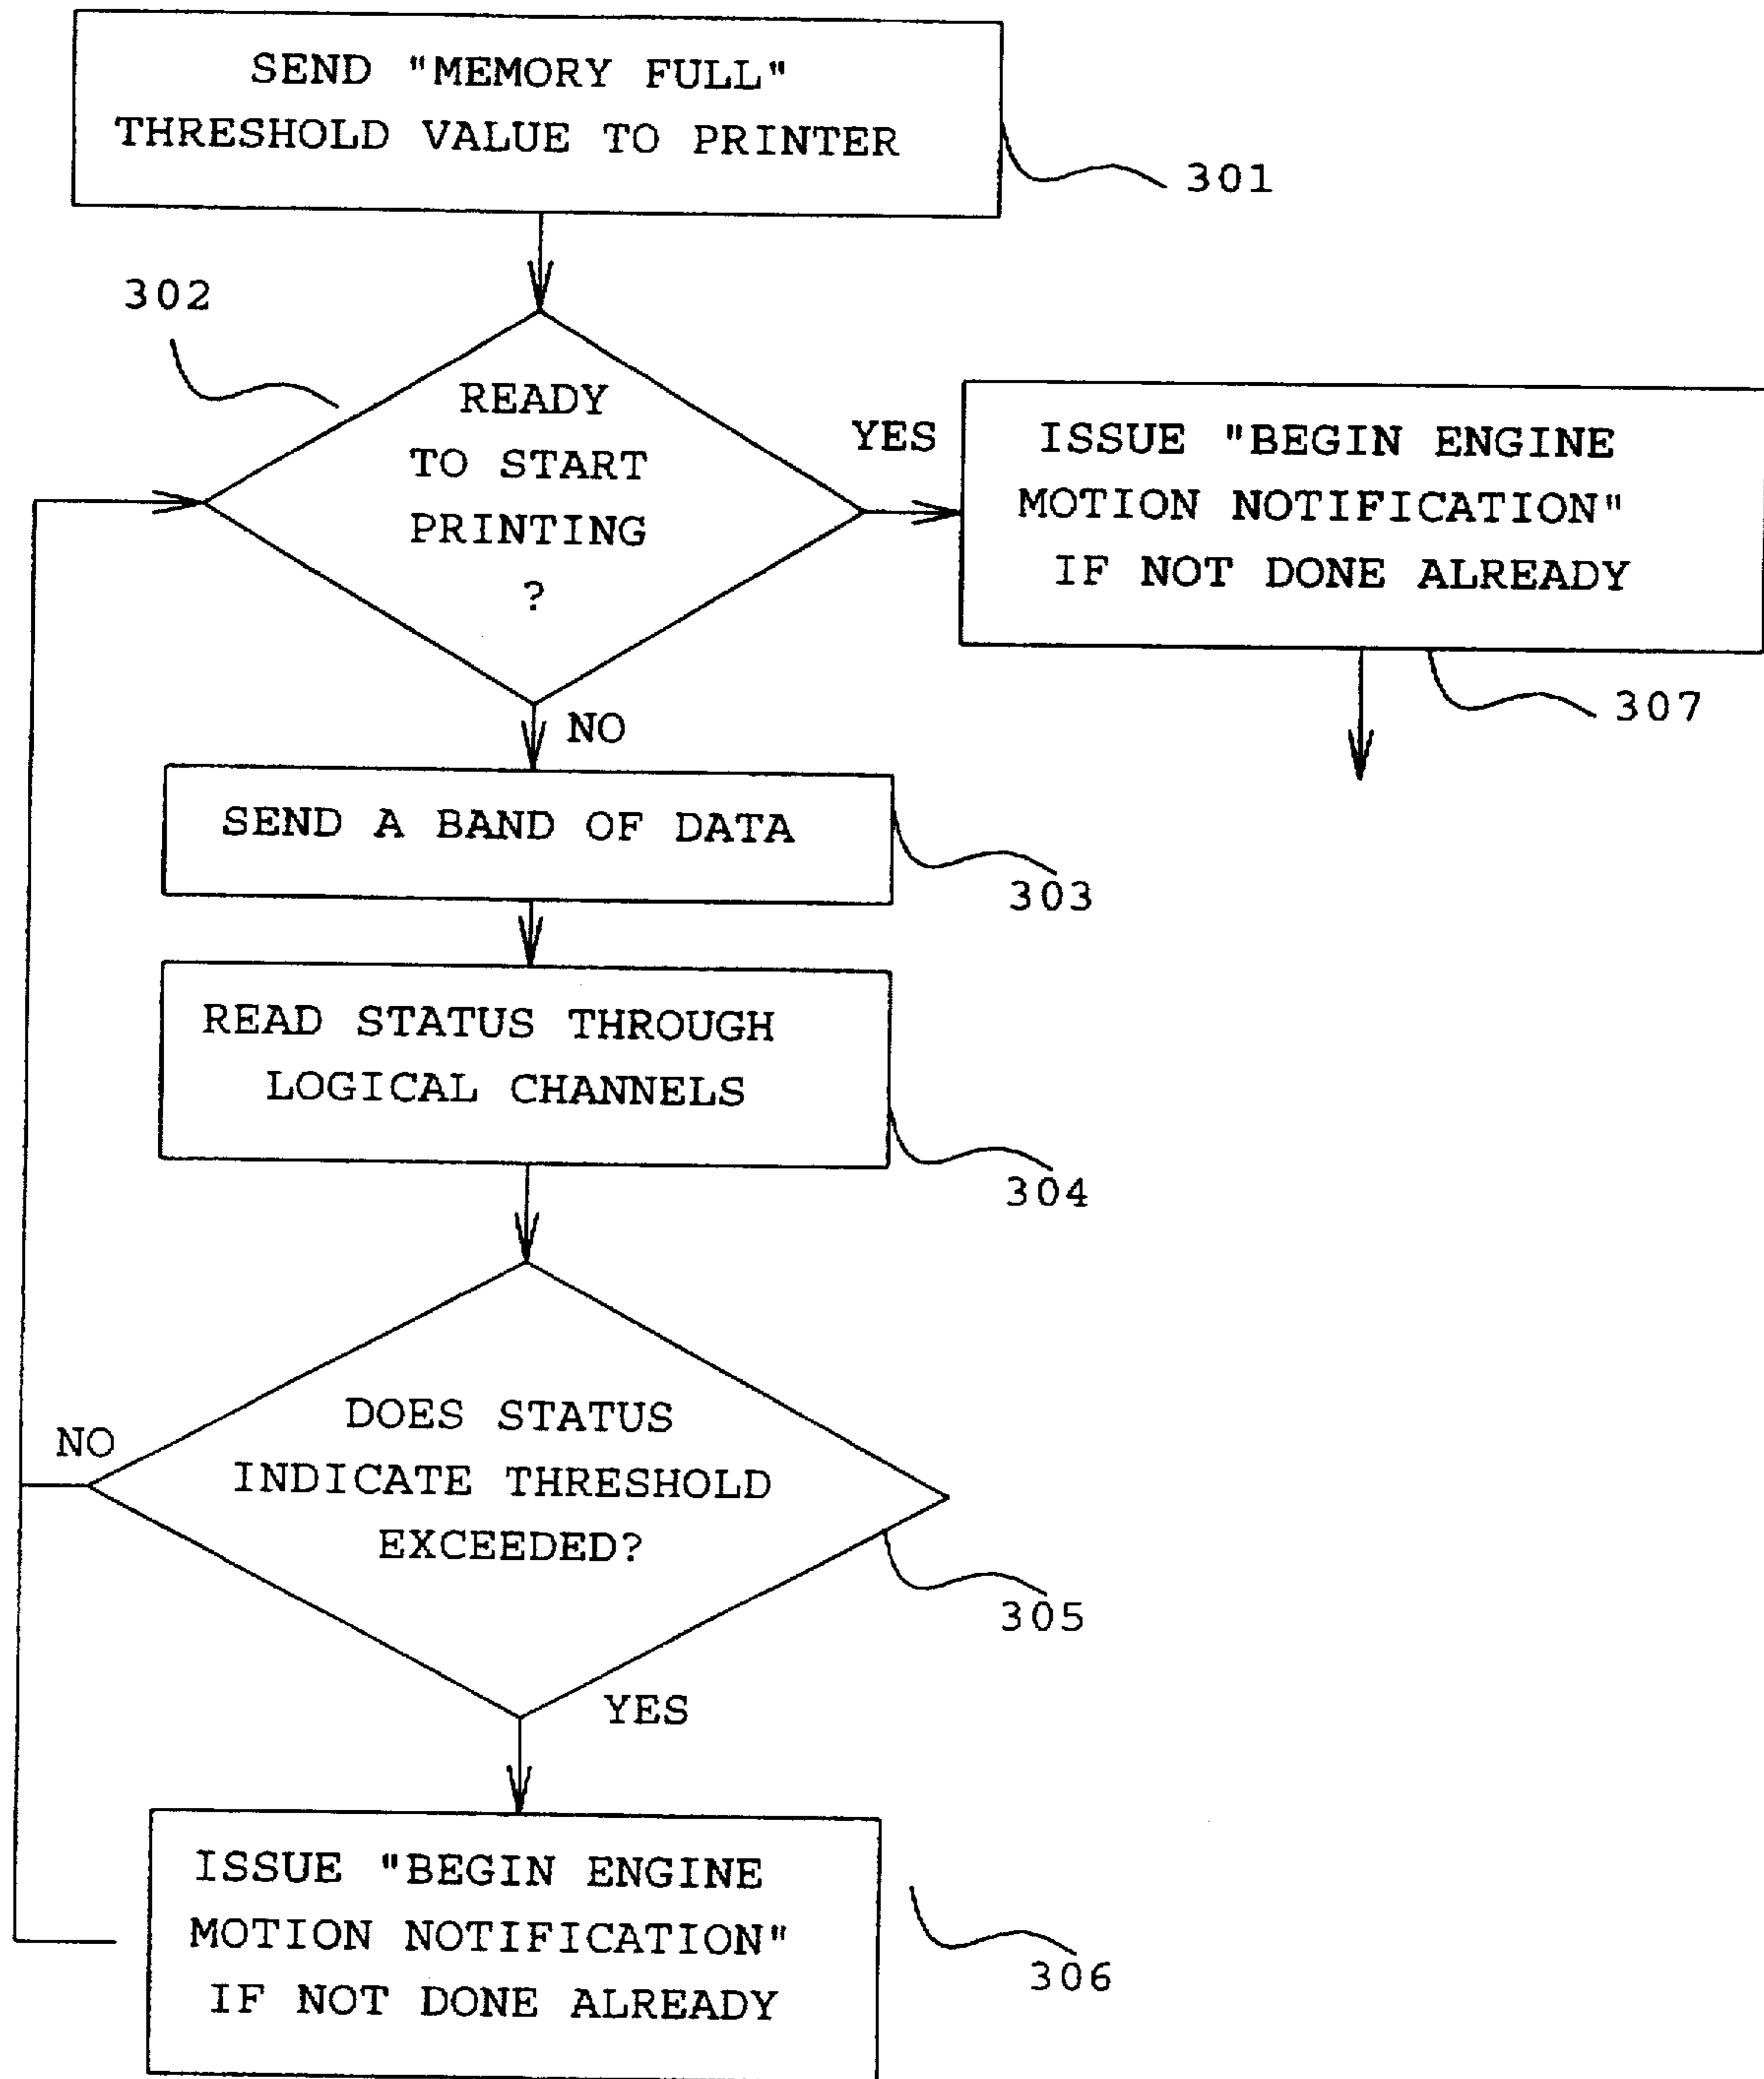 SEND "MEMORY FULL"
THRESHOLD VALUE TO PRINTER
301
302
READY
TO START
PRINTING
?
YES
ISSUE "BEGIN ENGINE
MOTION NOTIFICATION"
IF NOT DONE ALREADY
307
NO
SEND A BAND OF DATA
303
READ STATUS THROUGH
LOGICAL CHANNELS
304
DOES STATUS
INDICATE THRESHOLD
EXCEEDED?
NO
305
YES
ISSUE "BEGIN ENGINE
MOTION NOTIFICATION"
IF NOT DONE ALREADY
306